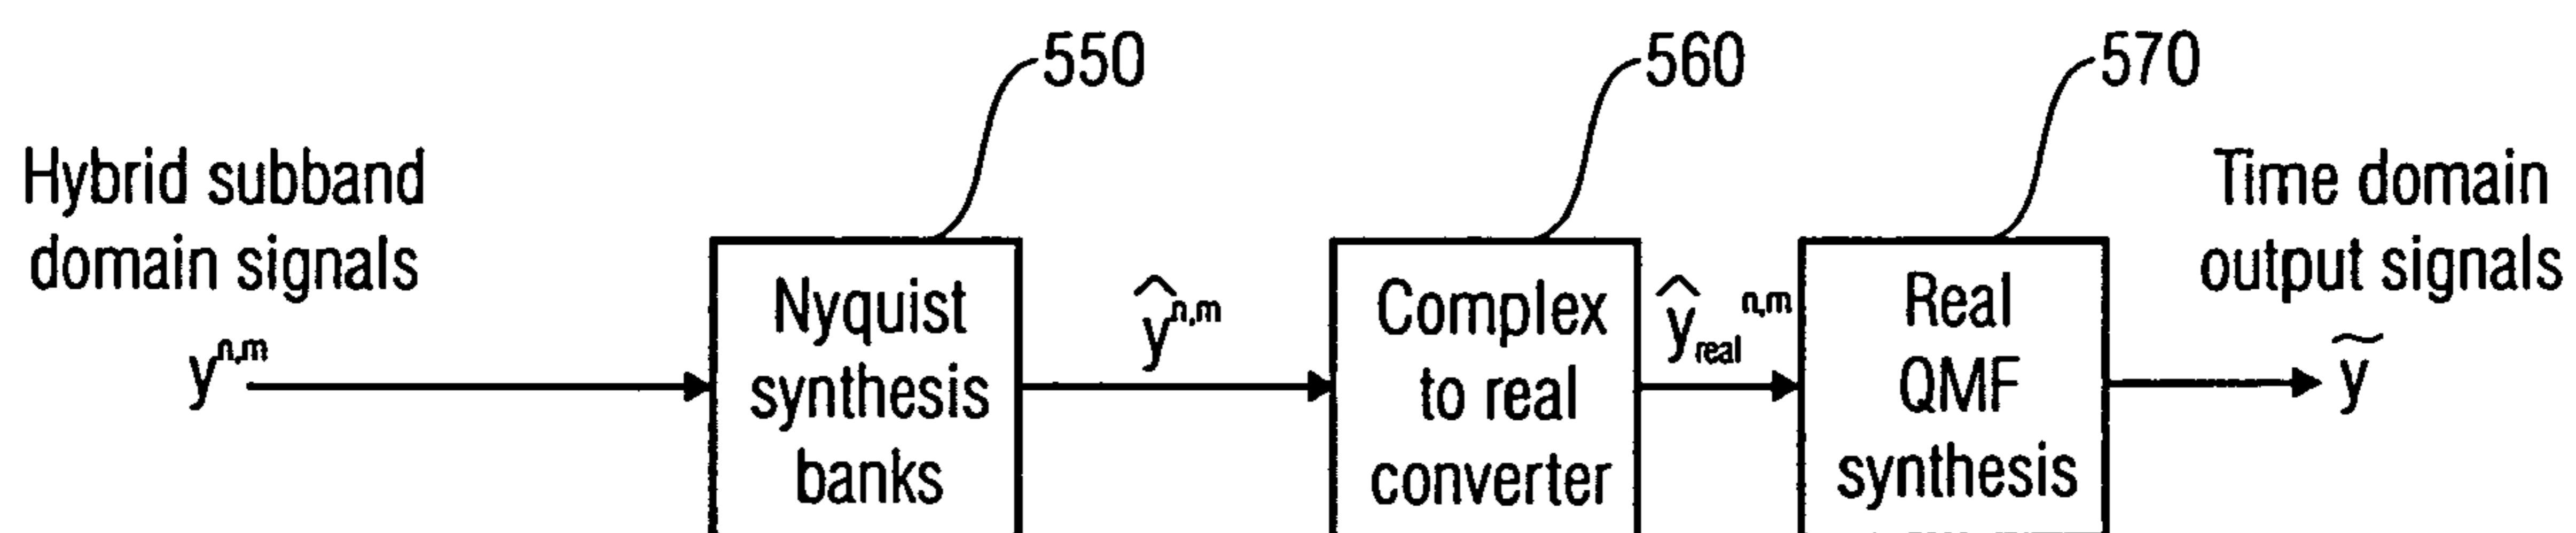 550
560
570
Hybrid subband
domain signals
y^n,m
Nyquist
synthesis
banks
ŷ^n,m
Complex
to real
converter
ŷ_real^n,m
Real
QMF
synthesis
Time domain
output signals
ỹ